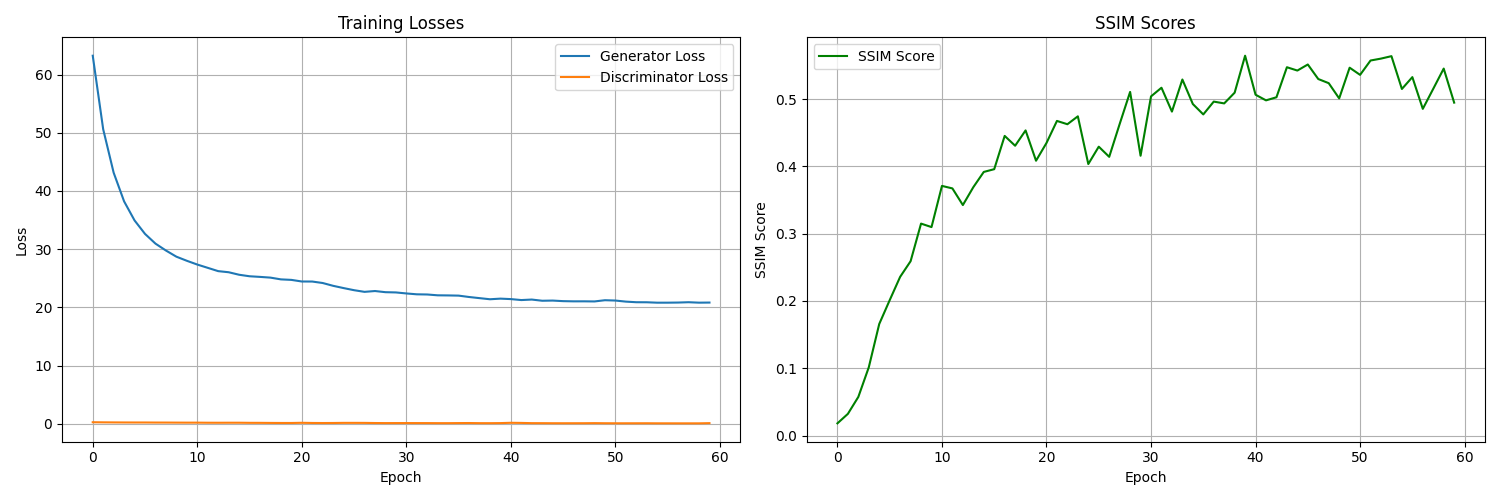 Training Losses
Generator Loss
Discriminator Loss
60
50
40
30
20
10
0
Loss
0 10 20 30 40 50 60
Epoch
SSIM Scores
SSIM Score
0.5
0.4
0.3
0.2
0.1
0.0
SSIM Score
0 10 20 30 40 50 60
Epoch